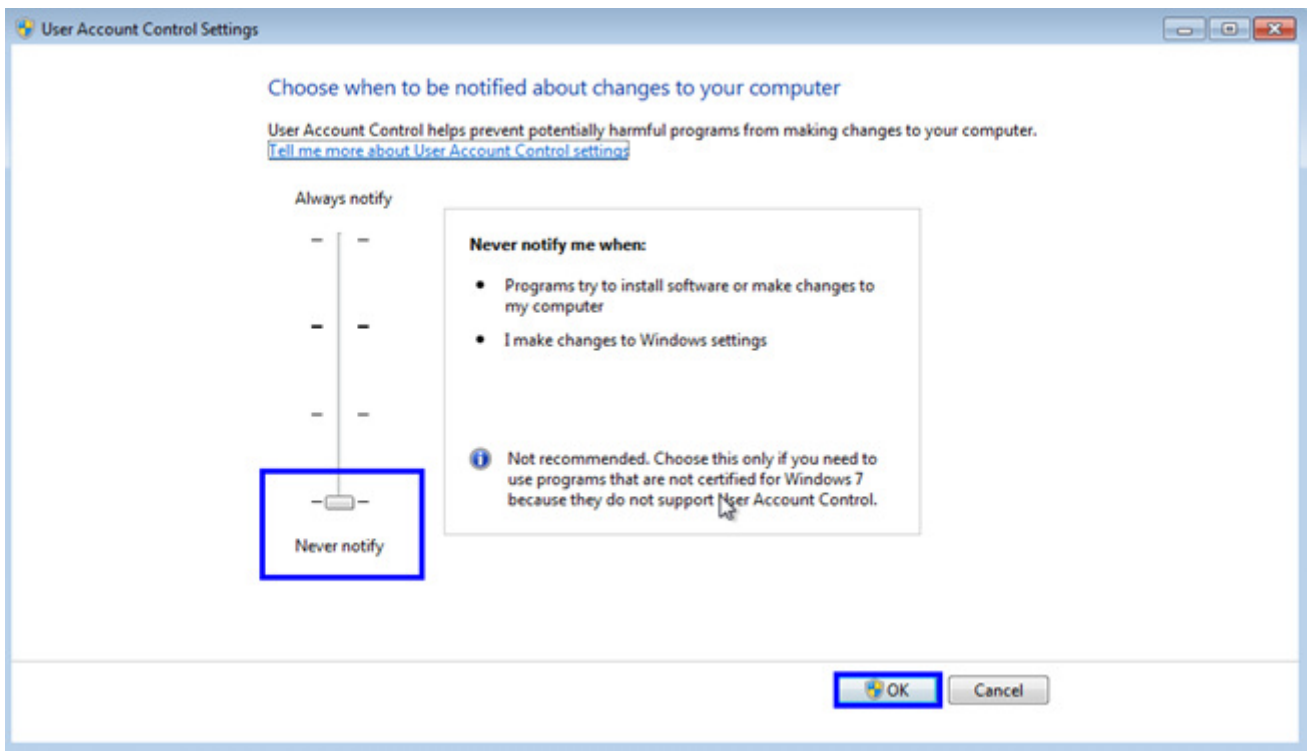 User Account Control Settings
Choose when to be notified about changes to your computer
User Account Control helps prevent potentially harmful programs from making changes to your computer.
Tell me more about User Account Control settings
Always notify
Never notify me when:
• Programs try to install software or make changes to
my computer
• I make changes to Windows settings
Not recommended. Choose this only if you need to
use programs that are not certified for Windows 7
because they do not support User Account Control.
Never notify
OK
Cancel